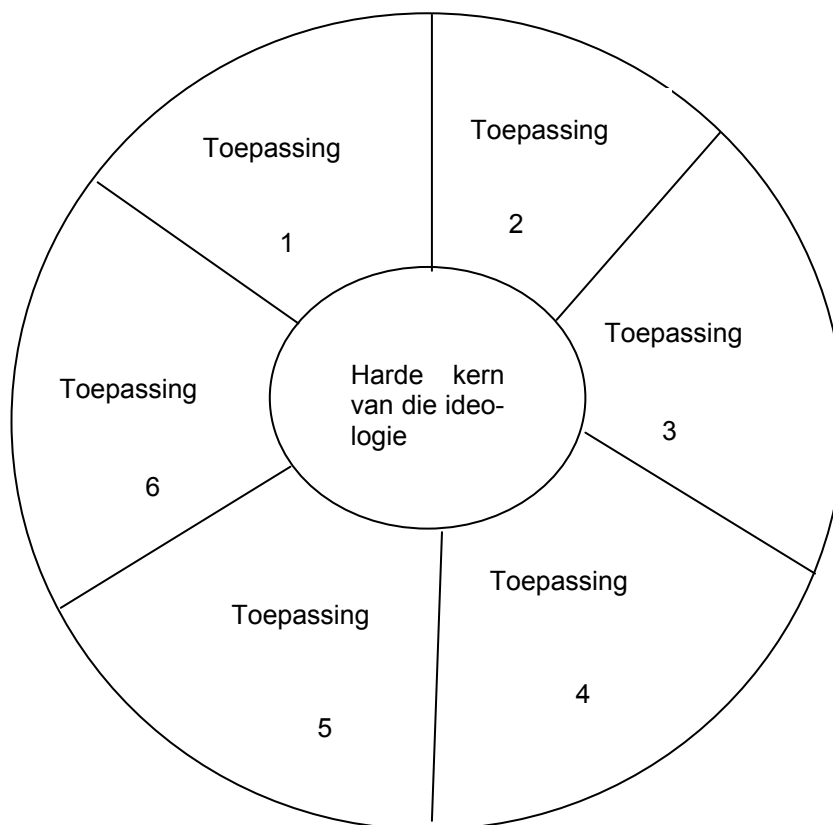 Toepassing
1
Toepassing
2
Toepassing
3
Toepassing
4
Toepassing
5
Toepassing
6
Harde kern
van die ideo-
logie